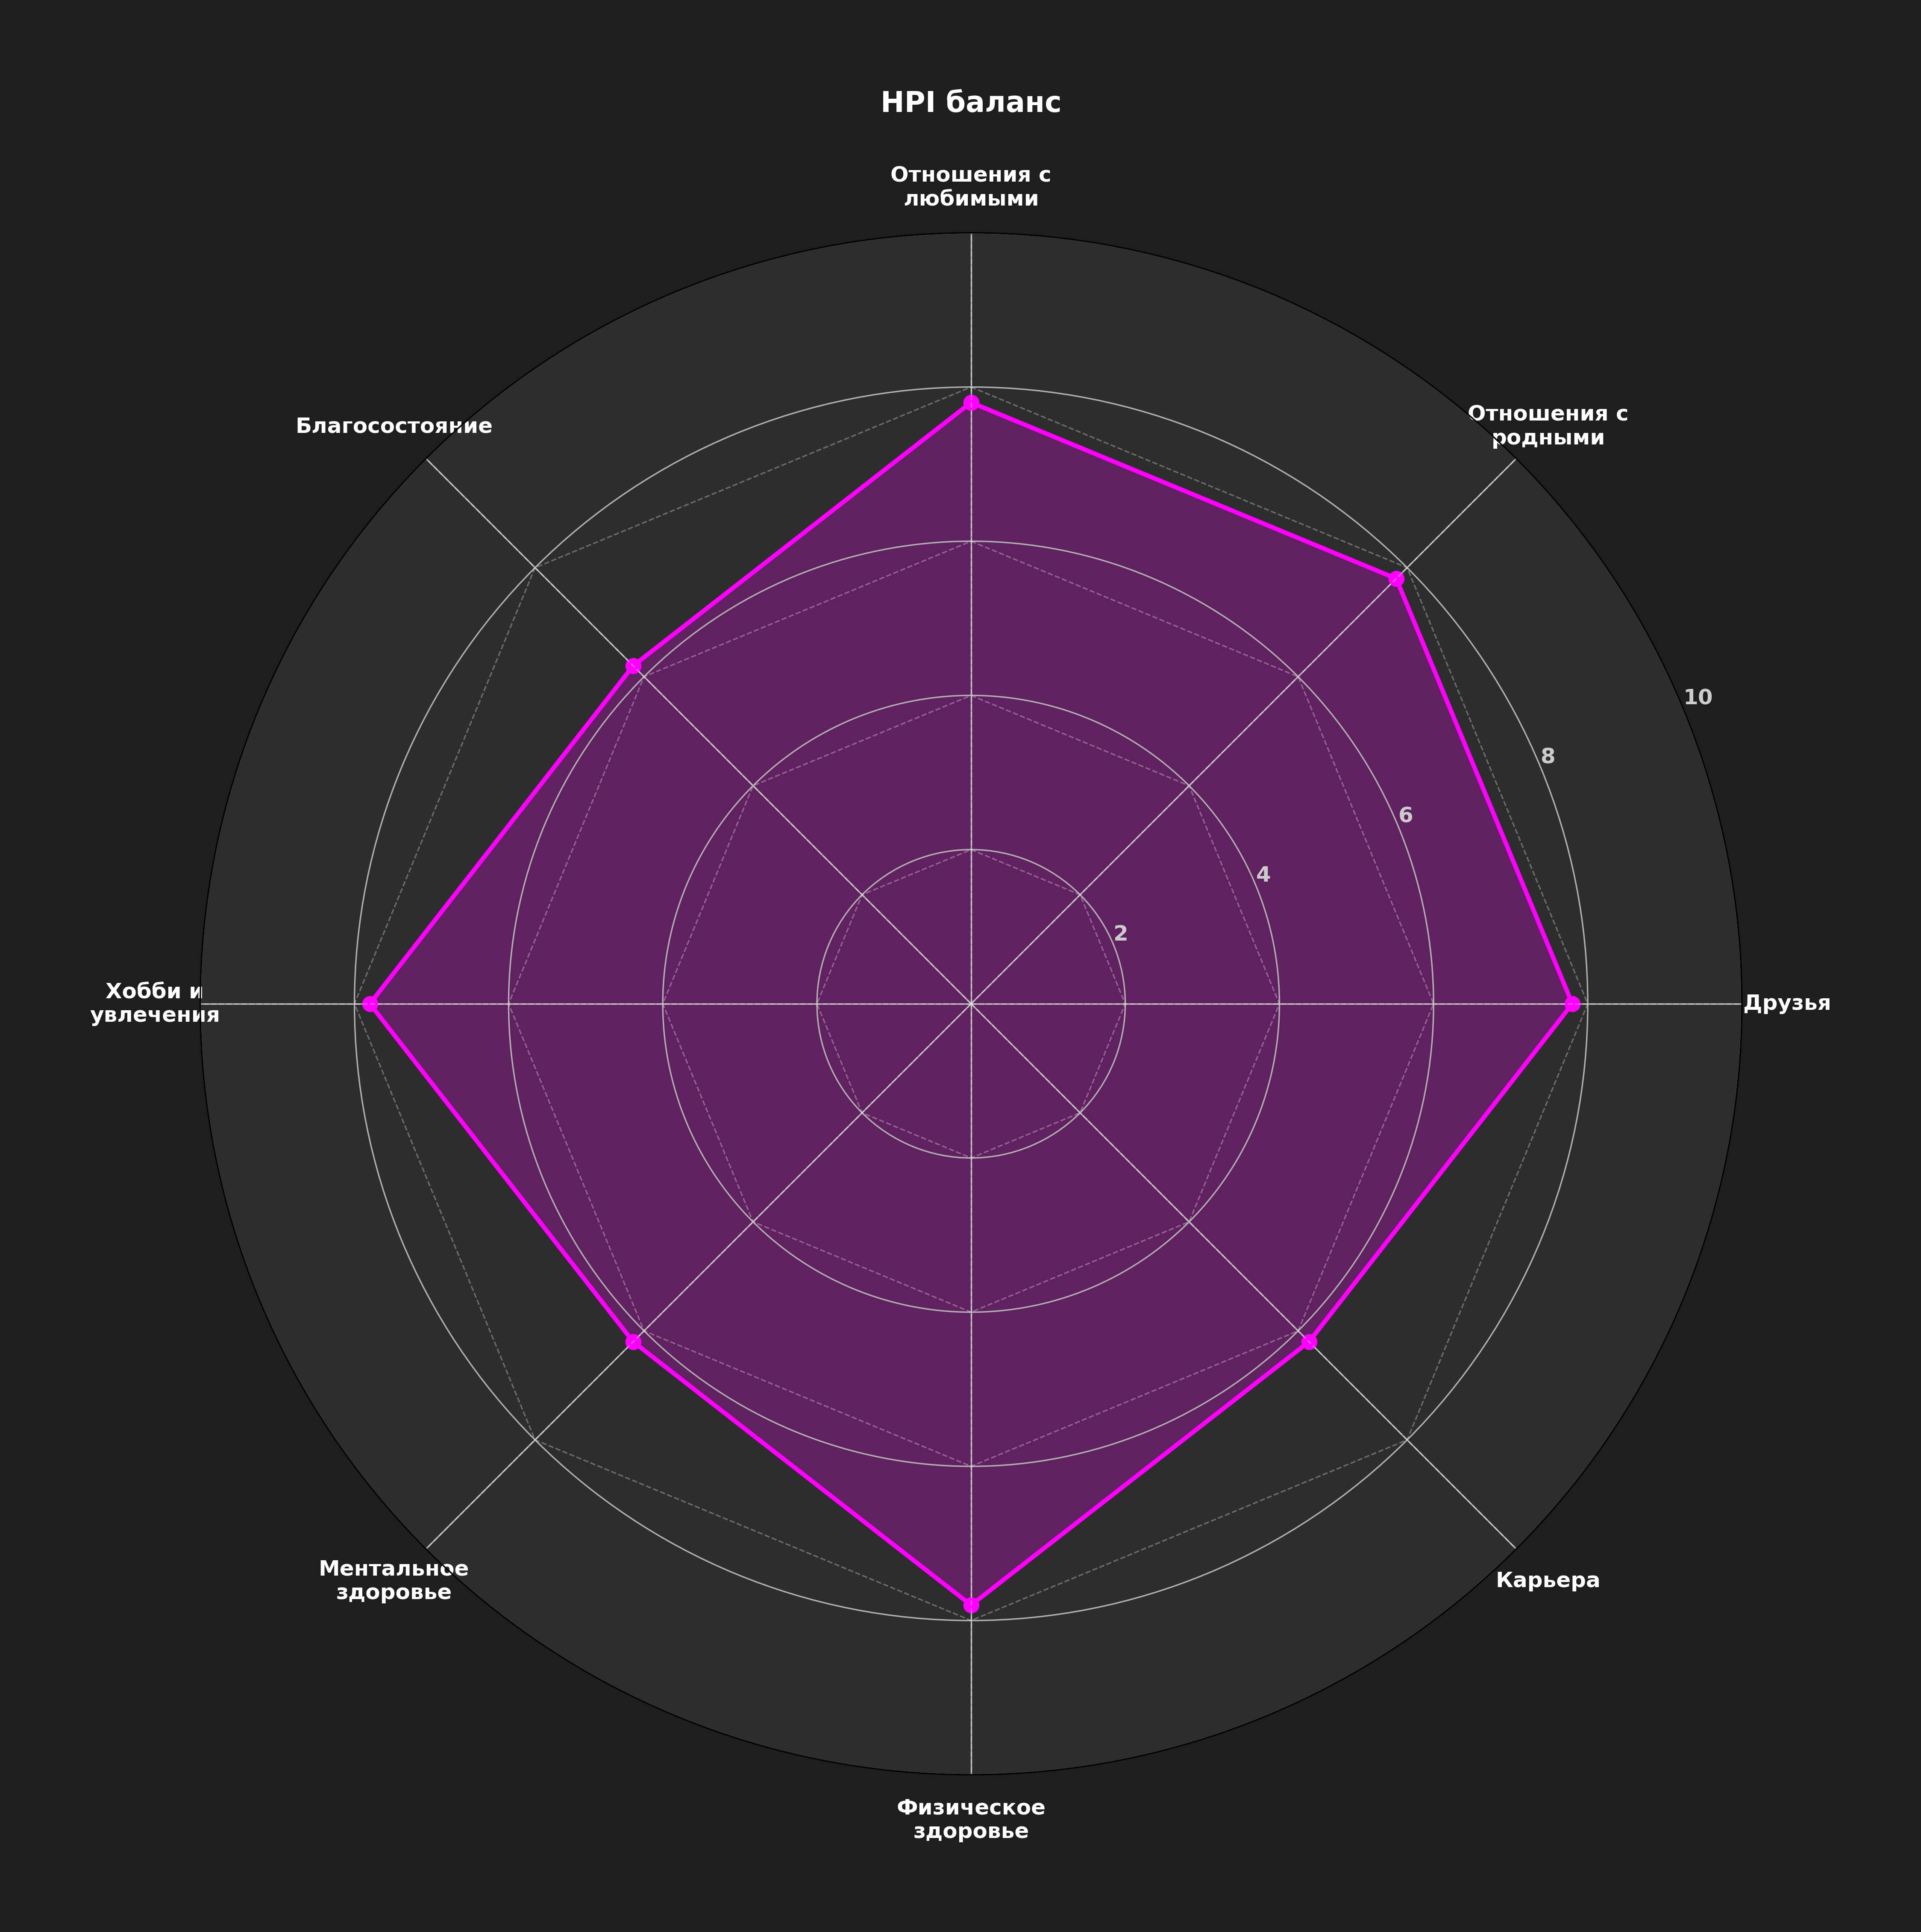 HPI баланс
Отношения с
любимыми
Отношения с
родными
Благосостояние
10
8
6
4
2
Хобби и
увлечения
Друзья
Ментальное
здоровье
Карьера
Физическое
здоровье